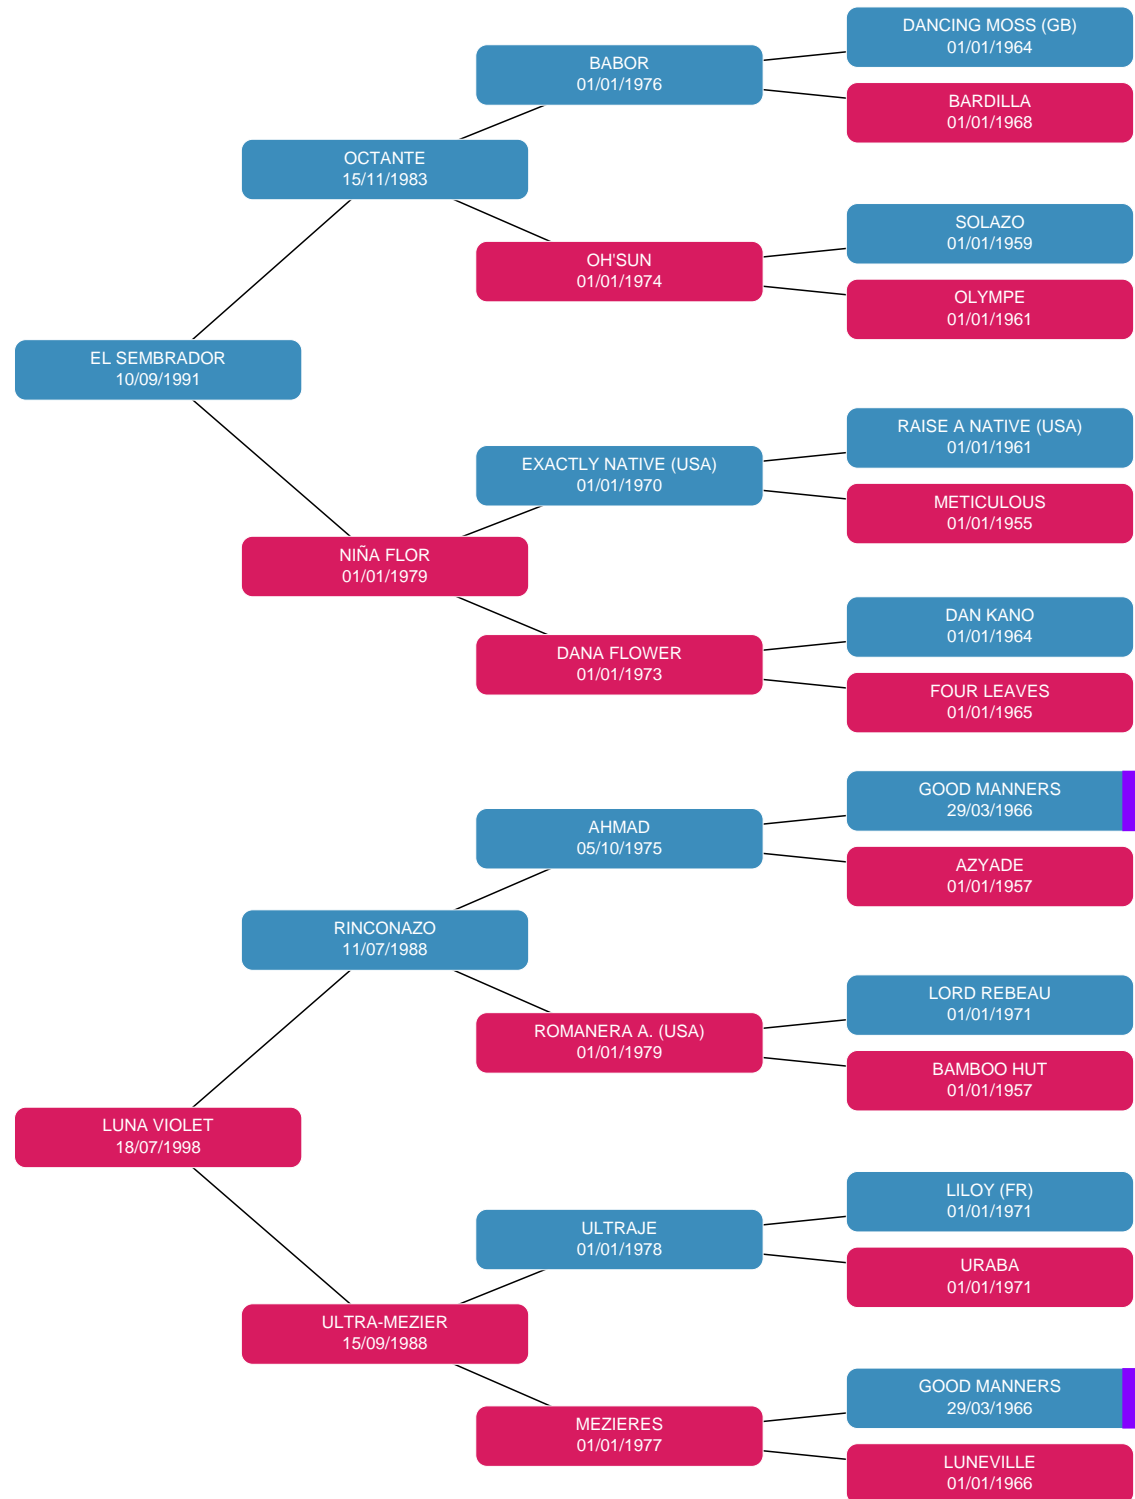 DANCING MOSS (GB)
01/01/1964
BABOR
01/01/1976
BARDILLA
01/01/1968
OCTANTE
15/11/1983
SOLAZO
01/01/1959
OH'SUN
01/01/1974
OLYMPE
01/01/1961
EL SEMBRADOR
10/09/1991
RAISE A NATIVE (USA)
01/01/1961
EXACTLY NATIVE (USA)
01/01/1970
METICULOUS
01/01/1955
NIÑA FLOR
01/01/1979
DAN KANO
01/01/1964
DANA FLOWER
01/01/1973
FOUR LEAVES
01/01/1965
GOOD MANNERS
29/03/1966
AHMAD
05/10/1975
AZYADE
01/01/1957
RINCONAZO
11/07/1988
LORD REBEAU
01/01/1971
ROMANERA A. (USA)
01/01/1979
BAMBOO HUT
01/01/1957
LUNA VIOLET
18/07/1998
LILOY (FR)
01/01/1971
ULTRAJE
01/01/1978
URABA
01/01/1971
ULTRA-MEZIER
15/09/1988
GOOD MANNERS
29/03/1966
MEZIERES
01/01/1977
LUNEVILLE
01/01/1966